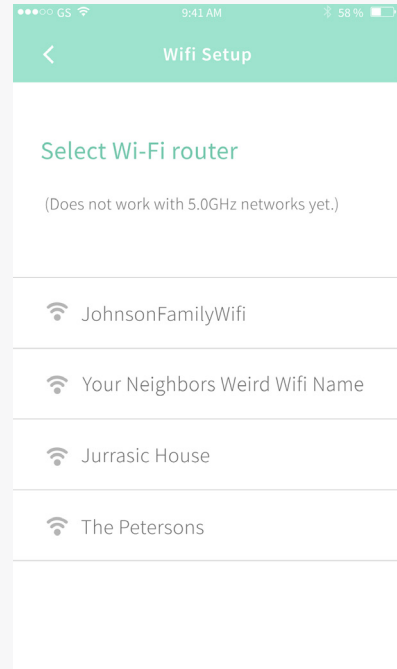 GS 9:41 AM 58 %
Wifi Setup
Select Wi-Fi router
(Does not work with 5.0GHz networks yet.)
JohnsonFamilyWifi
Your Neighbors Weird Wifi Name
Jurrasic House
The Petersons